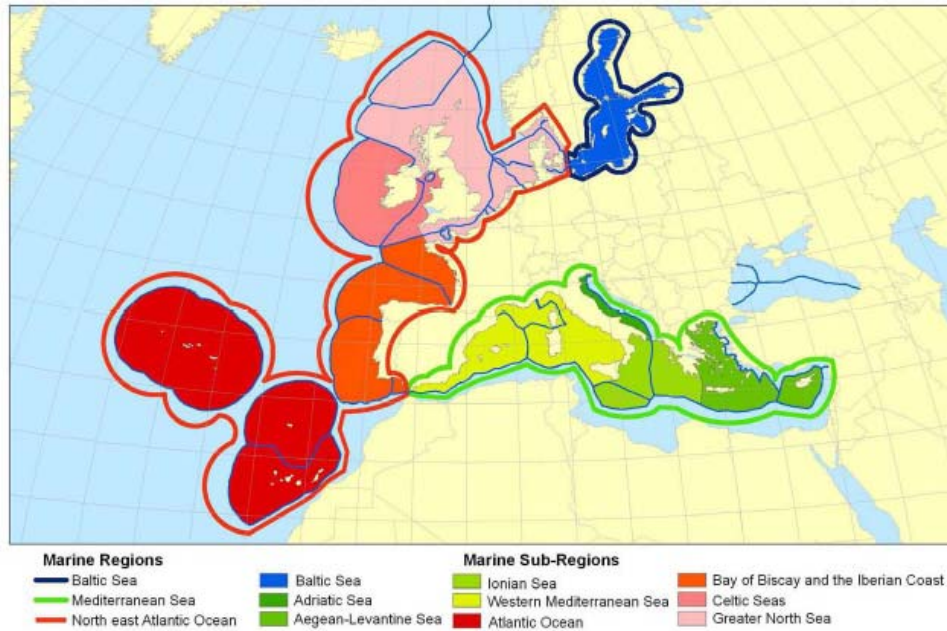 Marine Regions
Baltic Sea
Mediterranean Sea
North east Atlantic Ocean
Baltic Sea
Adriatic Sea
Aegean-Levantine Sea
Marine Sub-Regions
Ionian Sea
Western Mediterranean Sea
Atlantic Ocean
Bay of Biscay and the Iberian Coast
Celtic Seas
Greater North Sea